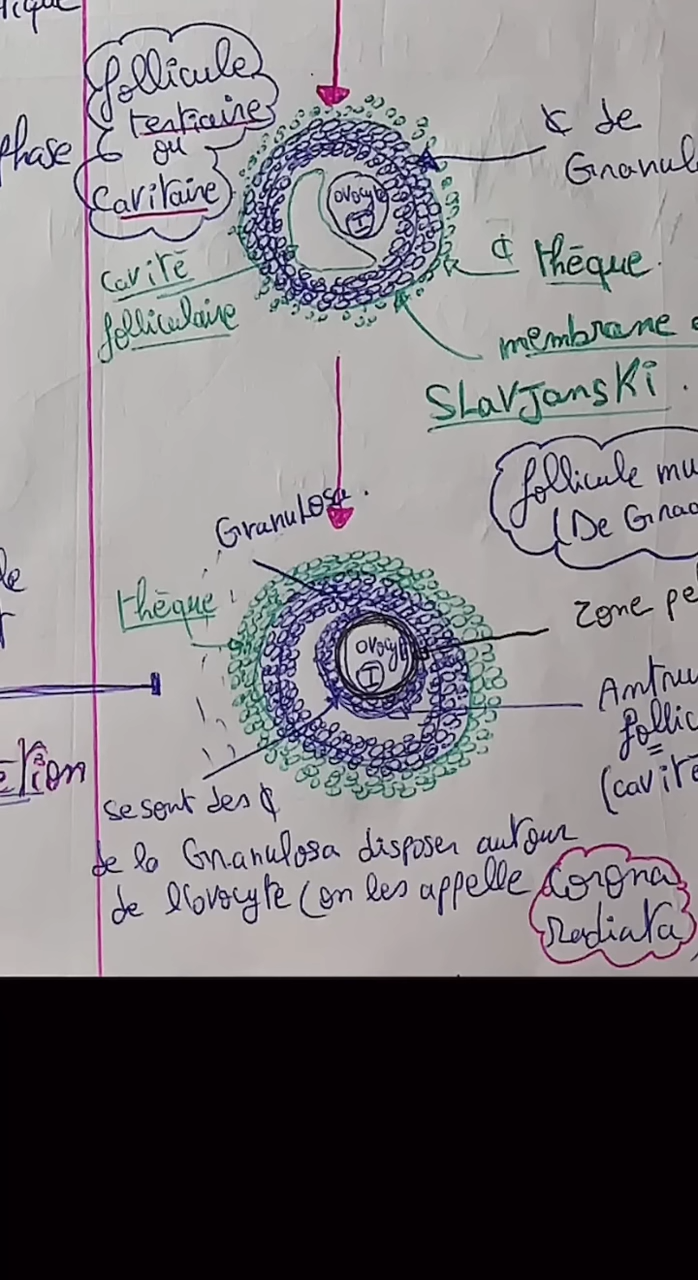 tique
phase
follicule
tertiaire
ou
Cavitaire
cavité
folliculaire
ovocyte
I
¢ de
Granul
¢ thèque.
membrane
Slavjanski.
Granulosa.
follicule mu
(De Graa
thèque
ovocyte
I
zone pe
Antru
follic
=
(cavité
étion
se sont des ¢
de la Granulosa disposer autour
de l'ovocyte (on les appelle Corona
radiata)